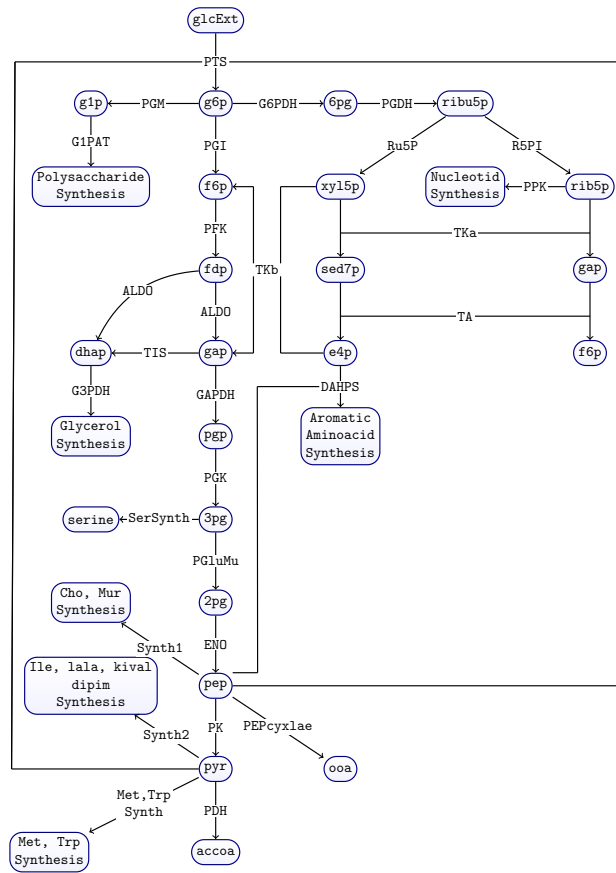 glcExt
PTS
g1p
PGM
g6p
G6PDH
6pg
PGDH
ribu5p
G1PAT
PGI
Ru5P
R5PI
Polysaccharide
Synthesis
f6p
xyl5p
Nucleotid
Synthesis
PPK
rib5p
PFK
TKa
fdp
TKb
sed7p
gap
ALDO
ALDO
TA
dhap
TIS
gap
e4p
f6p
G3PDH
GAPDH
DAHPS
Glycerol
Synthesis
pgp
Aromatic
Aminoacid
Synthesis
PGK
serine
SerSynth
3pg
PGluMu
Cho, Mur
Synthesis
2pg
ENO
Synth1
Ile, lala, kival
dipim
Synthesis
pep
PK
PEPcyxlae
Synth2
pyr
ooa
Met,Trp
Synth
PDH
Met, Trp
Synthesis
accoa